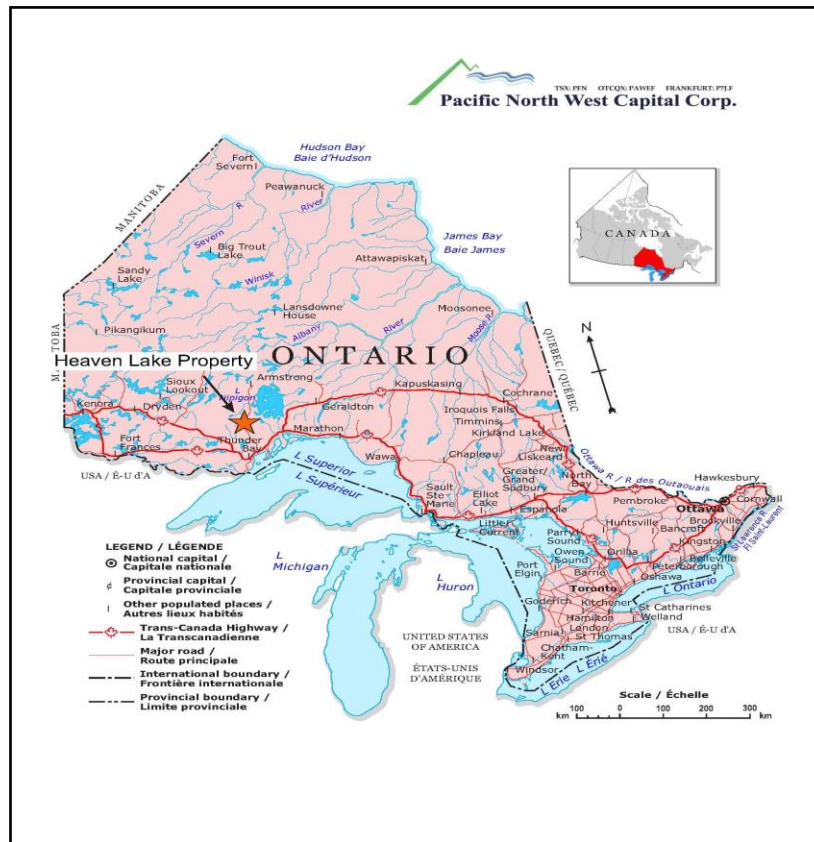 TSX: PFN OTCQX: PAWEF FRANKFURT: P7J.F
Pacific North West Capital Corp.
Hudson Bay
Baie d'Hudson
Fort
Severn
Peawanuck
River
MANITOBA
Severn R
Big Trout
Lake
James Bay
Baie James
Winisk
Attawapiskat
Sandy
Lake
CANADA
Lansdowne
House
Pikangikum
Albany River
Moosonee
Moose R
QUEBEC / QUÉBEC
N
ONTARIO
Heaven Lake Property
Sioux
Lookout
L
Nipigon
Armstrong
Kapuskasing
Kenora
Dryden
Geraldton
Cochrane
Iroquois Falls
Timmins
Kirkland Lake
Fort
Frances
Thunder
Bay
Marathon
Wawa
Chapleau
New
Liskeard
USA / É-U d'A
L Superior
L Supérieur
Greater/
Grand
Sudbury
North
Bay
Ottawa R / R des Outaouais
Hawkesbury
Sault
Ste
Marie
Elliot
Lake
Espanola
Pembroke
Ottawa
Cornwall
Little
Current
Parry
Sound
Huntsville
Bancroft
Brockville
Kingston
St Lawrence R
Fl Saint-Laurent
Owen
Sound
Orillia
Belleville
Peterborough
Port
Elgin
Barrie
Oshawa
L Ontario
L
Michigan
L
Huron
Toronto
Goderich
Kitchener
St Catharines
Hamilton
Welland
London
Sarnia
St Thomas
USA / É-U d'A
Chatham-
Kent
Windsor
L Erie
L Érié
UNITED STATES
OF AMERICA
ÉTATS-UNIS
D'AMÉRIQUE
LEGEND / LÉGENDE
National capital /
Capitale nationale
Provincial capital /
Capitale provinciale
Other populated places /
Autres lieux habités
Trans-Canada Highway /
La Transcanadienne
Major road /
Route principale
International boundary /
Frontière internationale
Provincial boundary /
Limite provinciale
Scale / Échelle
100 0 100 200 300
km km